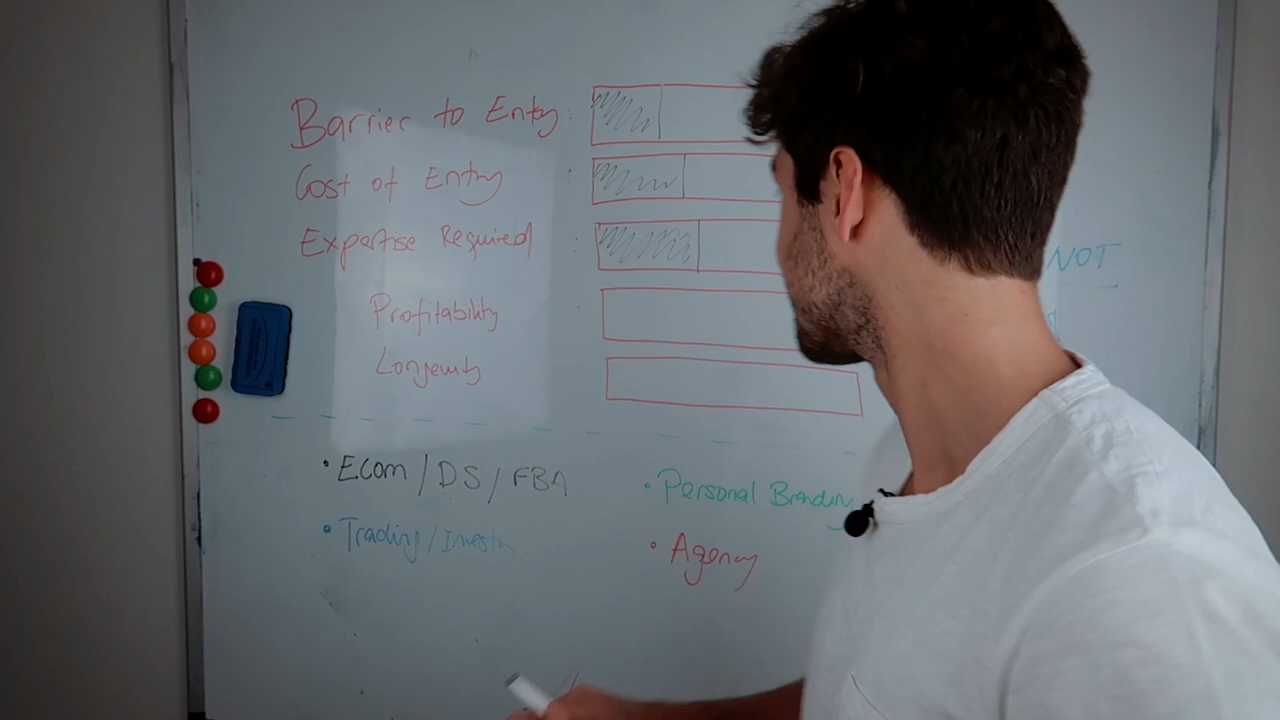 Barrier to Entry:
Cost of Entry :
Expertise Required :
NOT
Profitability :
Longevity :
• Ecom / DS / FBA
• Personal Branding
• Trading / Investing
• Agency